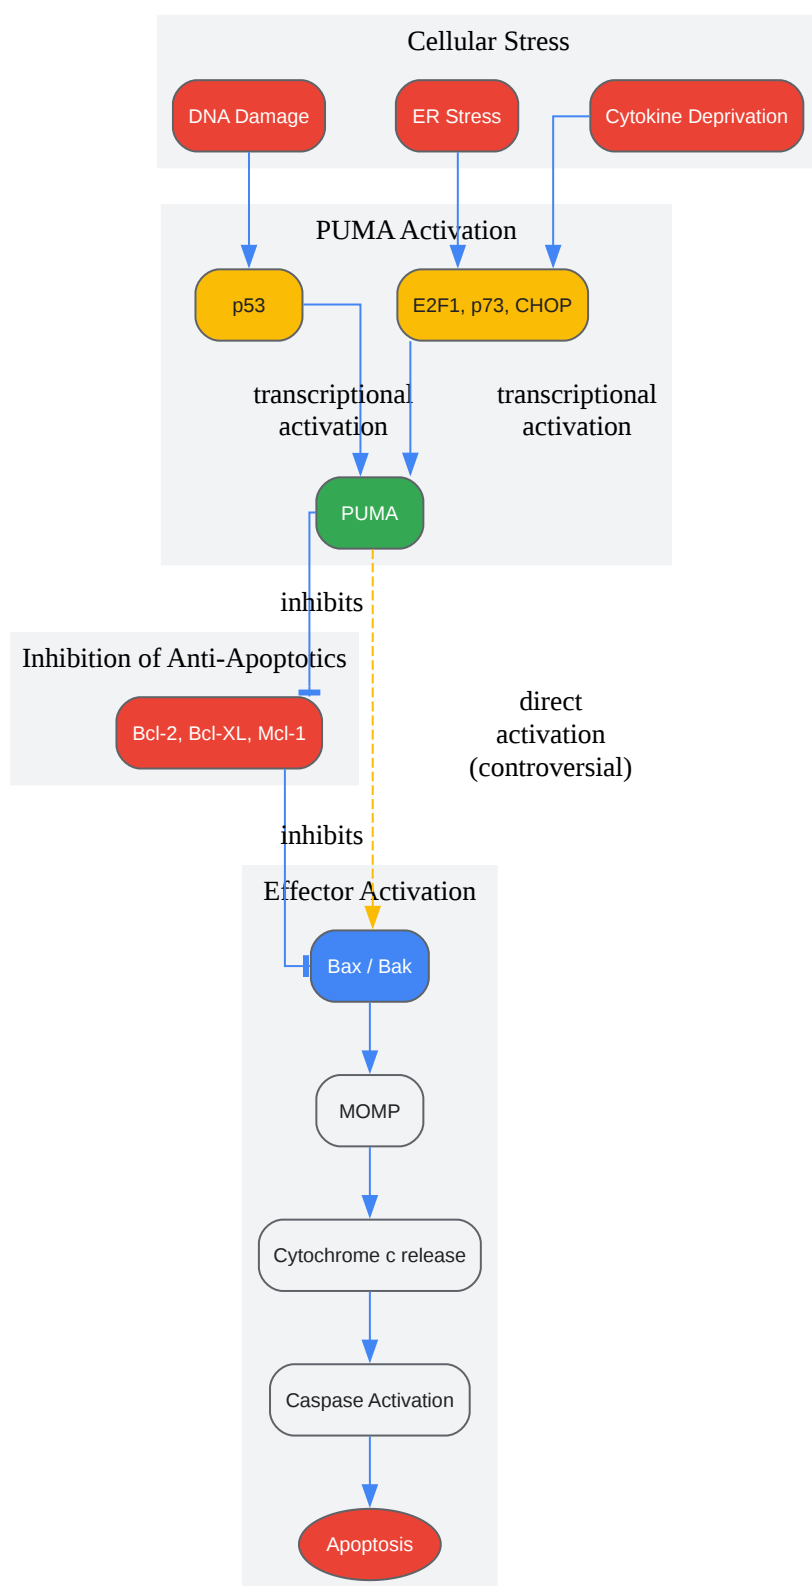 Cellular Stress
DNA Damage
ER Stress
Cytokine Deprivation
PUMA Activation
p53
E2F1, p73, CHOP
transcriptional
activation
transcriptional
activation
PUMA
inhibits
Inhibition of Anti-Apoptotics
Bcl-2, Bcl-XL, Mcl-1
direct
activation
(controversial)
inhibits
Effector Activation
Bax / Bak
MOMP
Cytochrome c release
Caspase Activation
Apoptosis